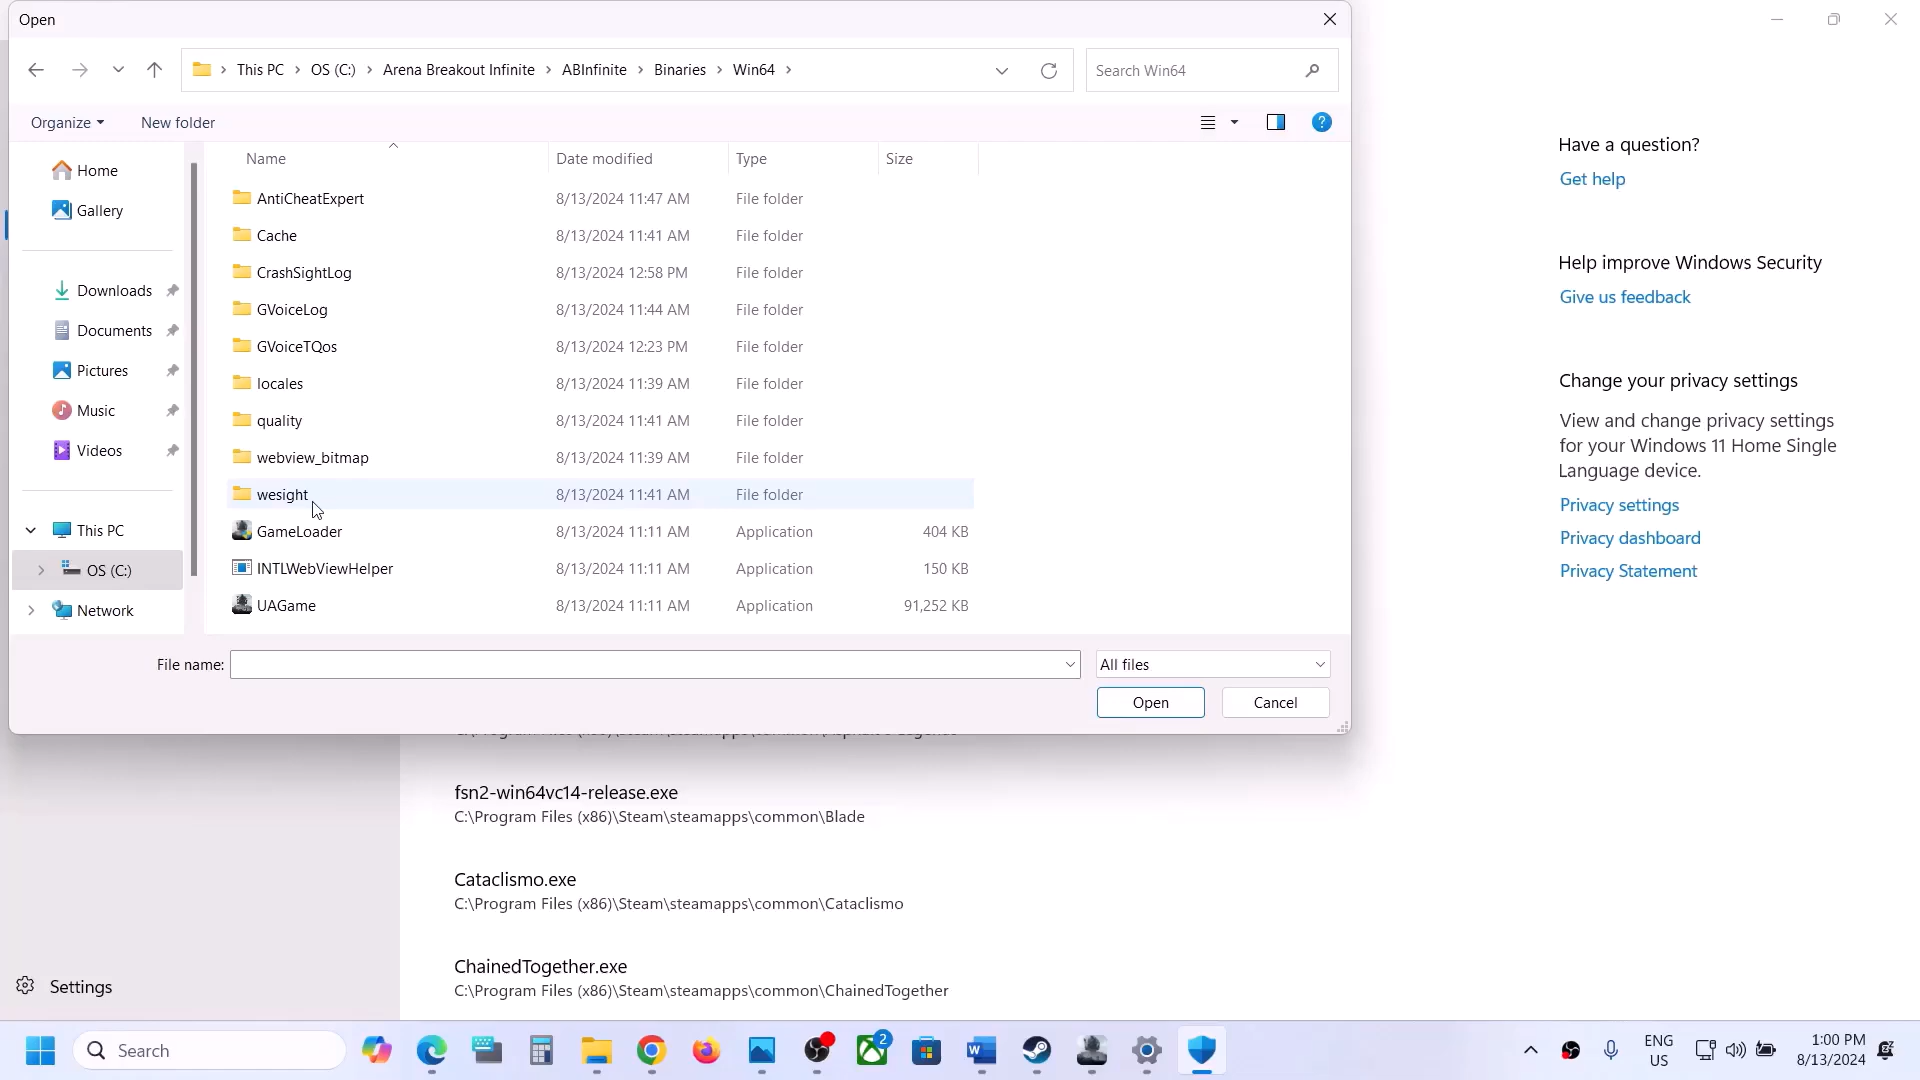 Open
This PC > OS (C:) > Arena Breakout Infinite > ABInfinite > Binaries > Win64 >
Search Win64
Organize
New folder
Name Date modified Type Size
Home
Gallery
Downloads
Documents
Pictures
Music
Videos
This PC
OS (C:)
Network
AntiCheatExpert 8/13/2024 11:47 AM File folder
Cache 8/13/2024 11:41 AM File folder
CrashSightLog 8/13/2024 12:58 PM File folder
GVoiceLog 8/13/2024 11:44 AM File folder
GVoiceTQos 8/13/2024 12:23 PM File folder
locales 8/13/2024 11:39 AM File folder
quality 8/13/2024 11:41 AM File folder
webview_bitmap 8/13/2024 11:39 AM File folder
wesight 8/13/2024 11:41 AM File folder
GameLoader 8/13/2024 11:11 AM Application 404 KB
INTLWebViewHelper 8/13/2024 11:11 AM Application 150 KB
UAGame 8/13/2024 11:11 AM Application 91,252 KB
File name:
All files
Open
Cancel
Have a question?
Get help
Help improve Windows Security
Give us feedback
Change your privacy settings
View and change privacy settings
for your Windows 11 Home Single
Language device.
Privacy settings
Privacy dashboard
Privacy Statement
fsn2-win64vc14-release.exe
C:\Program Files (x86)\Steam\steamapps\common\Blade
Cataclismo.exe
C:\Program Files (x86)\Steam\steamapps\common\Cataclismo
ChainedTogether.exe
C:\Program Files (x86)\Steam\steamapps\common\ChainedTogether
Settings
Search
2
ENG
US
1:00 PM
8/13/2024